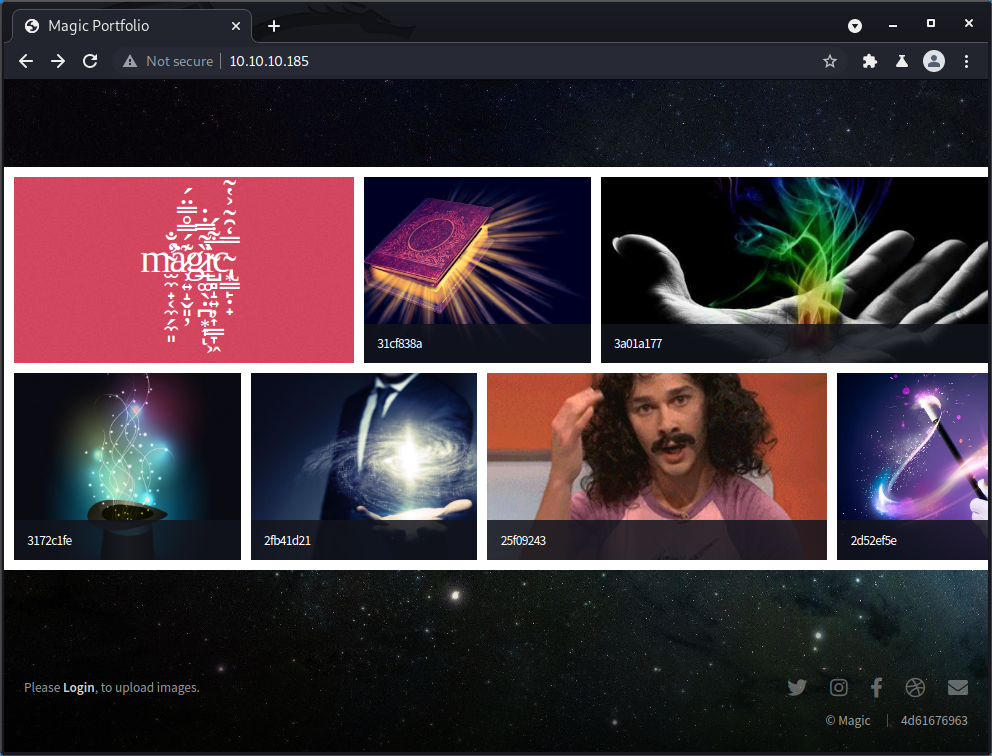 Magic Portfolio
Not secure | 10.10.10.185
magic
31cf838a
3a01a177
3172c1fe
2fb41d21
25f09243
2d52ef5e
Please Login, to upload images.
© Magic | 4d61676963